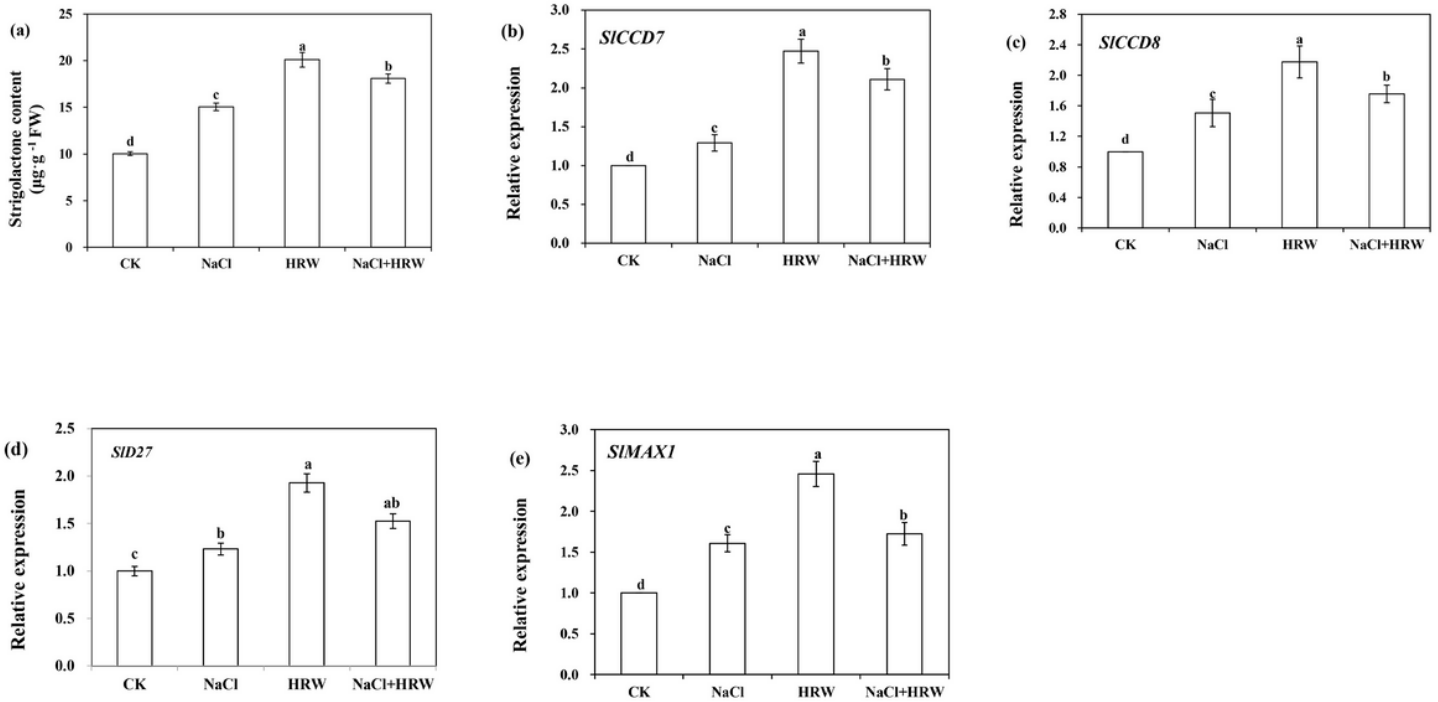 (a)
Strigolactone content
(μg·g⁻¹ FW)
25
20
15
10
5
0
d
c
a
b
CK NaCl HRW NaCl+HRW
(b)
SlCCD7
Relative expression
3.0
2.5
2.0
1.5
1.0
0.5
0.0
d
c
a
b
CK NaCl HRW NaCl+HRW
(c)
SlCCD8
Relative expression
2.8
2.4
2.0
1.6
1.2
0.8
0.4
0.0
d
c
a
b
CK NaCl HRW NaCl+HRW
(d)
SlD27
Relative expression
2.5
2.0
1.5
1.0
0.5
0.0
c
b
a
ab
CK NaCl HRW NaCl+HRW
(e)
SlMAX1
Relative expression
3.0
2.5
2.0
1.5
1.0
0.5
0.0
d
c
a
b
CK NaCl HRW NaCl+HRW